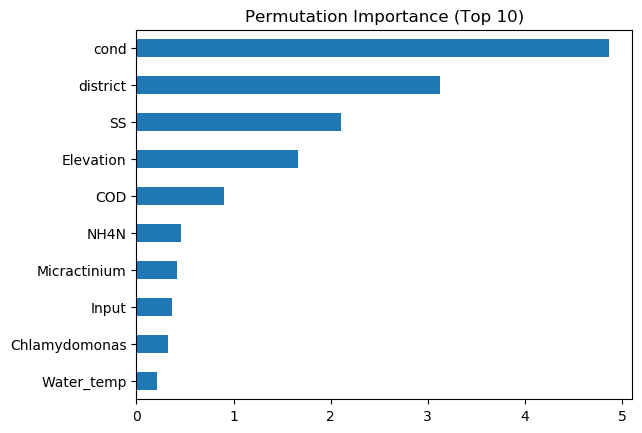 Permutation Importance (Top 10)
cond
district
SS
Elevation
COD
NH4N
Micractinium
Input
Chlamydomonas
Water_temp
0 1 2 3 4 5